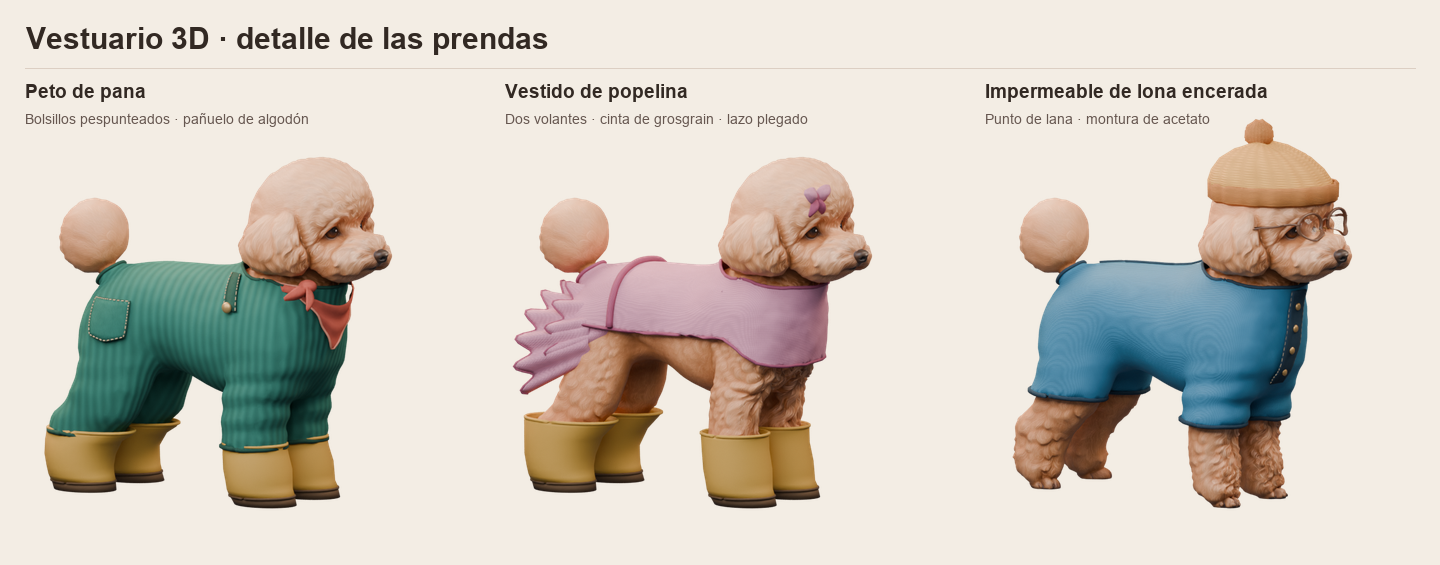 Vestuario 3D · detalle de las prendas
Peto de pana
Bolsillos pespunteados · pañuelo de algodón
Vestido de popelina
Dos volantes · cinta de grosgrain · lazo plegado
Impermeable de lona encerada
Punto de lana · montura de acetato